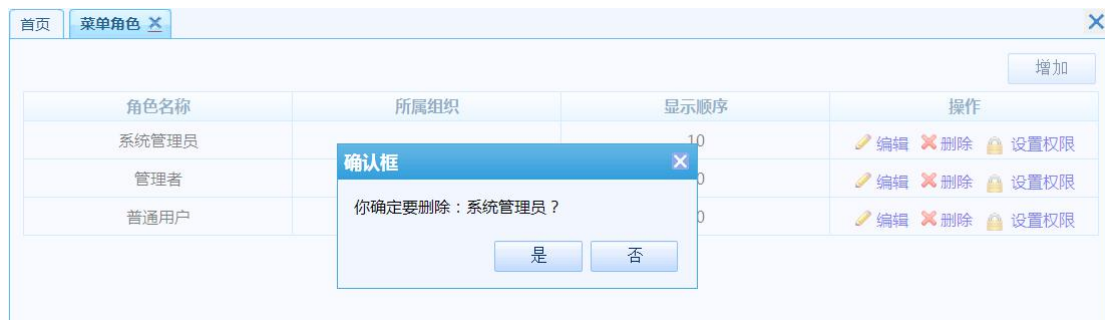 首页 菜单角色
增加
角色名称 所属组织 显示顺序 操作
系统管理员 10 编辑 删除 设置权限
确认框
管理者 0 编辑 删除 设置权限
你确定要删除：系统管理员？
普通用户 0 编辑 删除 设置权限
是 否